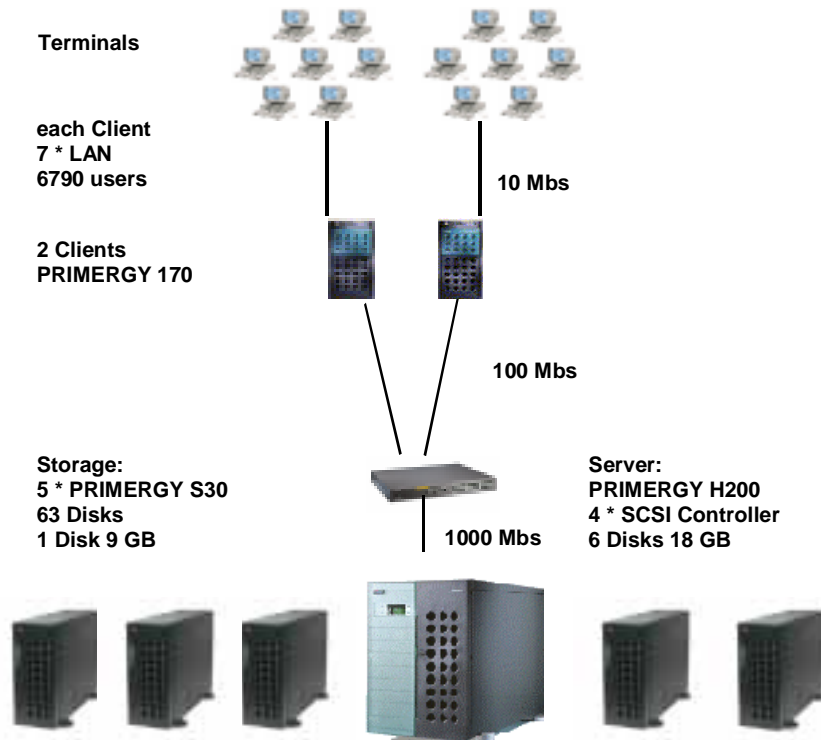 Terminals
each Client
7 * LAN
6790 users
10 Mbs
2 Clients
PRIMERGY 170
100 Mbs
Storage:
5 * PRIMERGY S30
63 Disks
1 Disk 9 GB
1000 Mbs
Server:
PRIMERGY H200
4 * SCSI Controller
6 Disks 18 GB